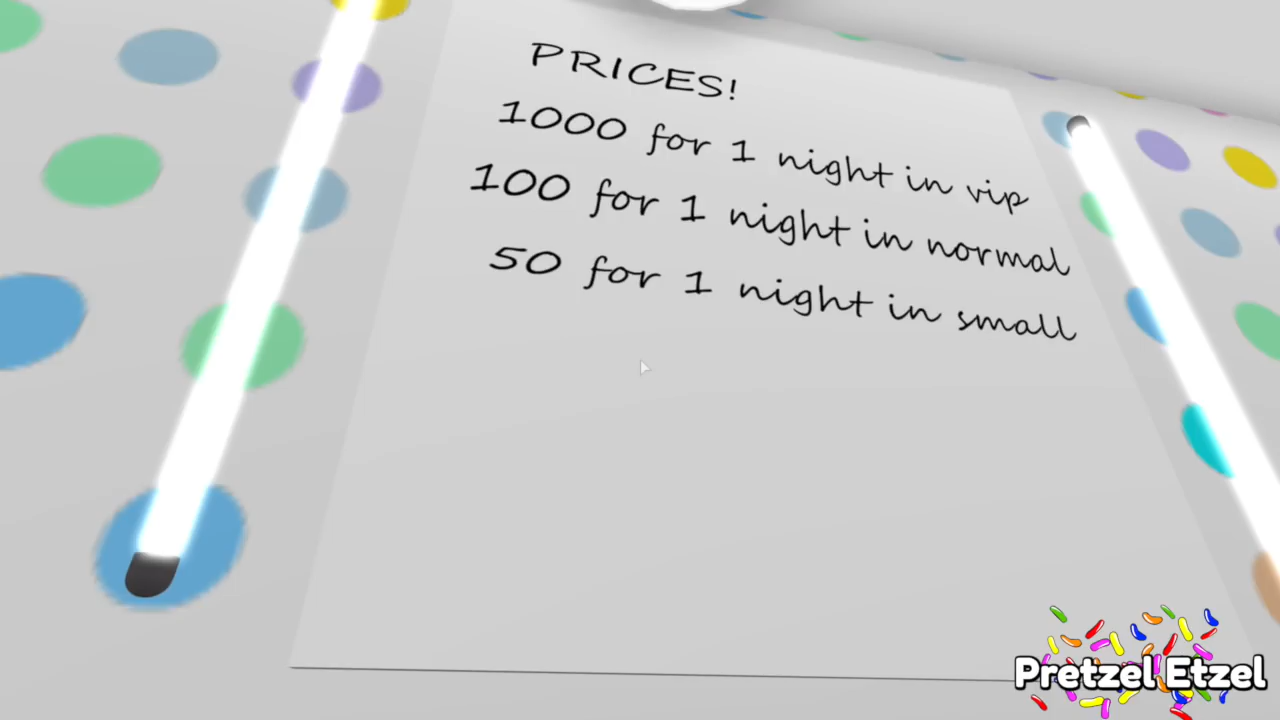 PRICES!
1000 for 1 night in vip
100 for 1 night in normal
50 for 1 night in small
Pretzel Etzel